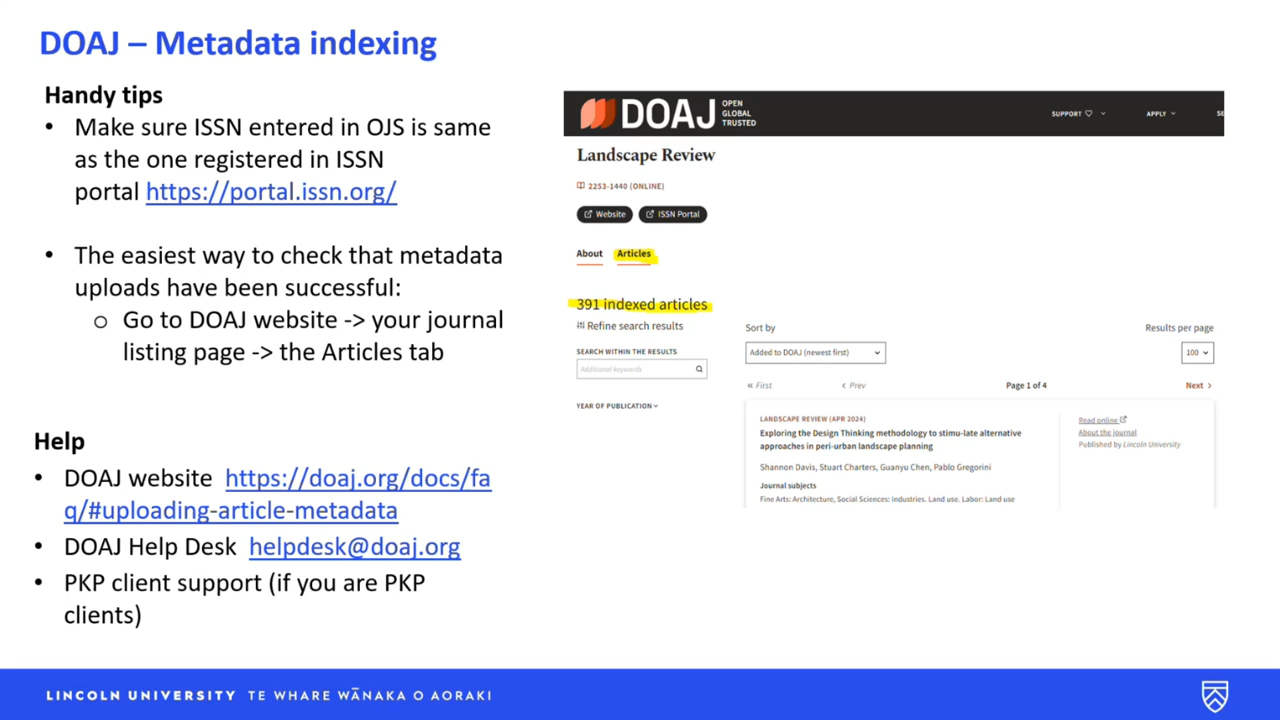 DOAJ – Metadata indexing
Handy tips
• Make sure ISSN entered in OJS is same
as the one registered in ISSN
portal https://portal.issn.org/
• The easiest way to check that metadata
uploads have been successful:
o Go to DOAJ website -> your journal
listing page -> the Articles tab
Help
• DOAJ website https://doaj.org/docs/fa
q/#uploading-article-metadata
• DOAJ Help Desk helpdesk@doaj.org
• PKP client support (if you are PKP
clients)
DOAJ
OPEN
GLOBAL
TRUSTED
SUPPORT
APPLY
SE
Landscape Review
2253-1440 (ONLINE)
Website
ISSN Portal
About
Articles
391 indexed articles
Refine search results
SEARCH WITHIN THE RESULTS
Additional keywords
YEAR OF PUBLICATION
Sort by
Added to DOAJ (newest first)
Results per page
100
« First
‹ Prev
Page 1 of 4
Next ›
LANDSCAPE REVIEW (APR 2024)
Exploring the Design Thinking methodology to stimu-late alternative
approaches in peri-urban landscape planning
Shannon Davis, Stuart Charters, Guanyu Chen, Pablo Gregorini
Journal subjects
Fine Arts: Architecture, Social Sciences: Industries. Land use. Labor: Land use
Read online
About the journal
Published by Lincoln University
LINCOLN UNIVERSITY TE WHARE WĀNAKA O AORAKI